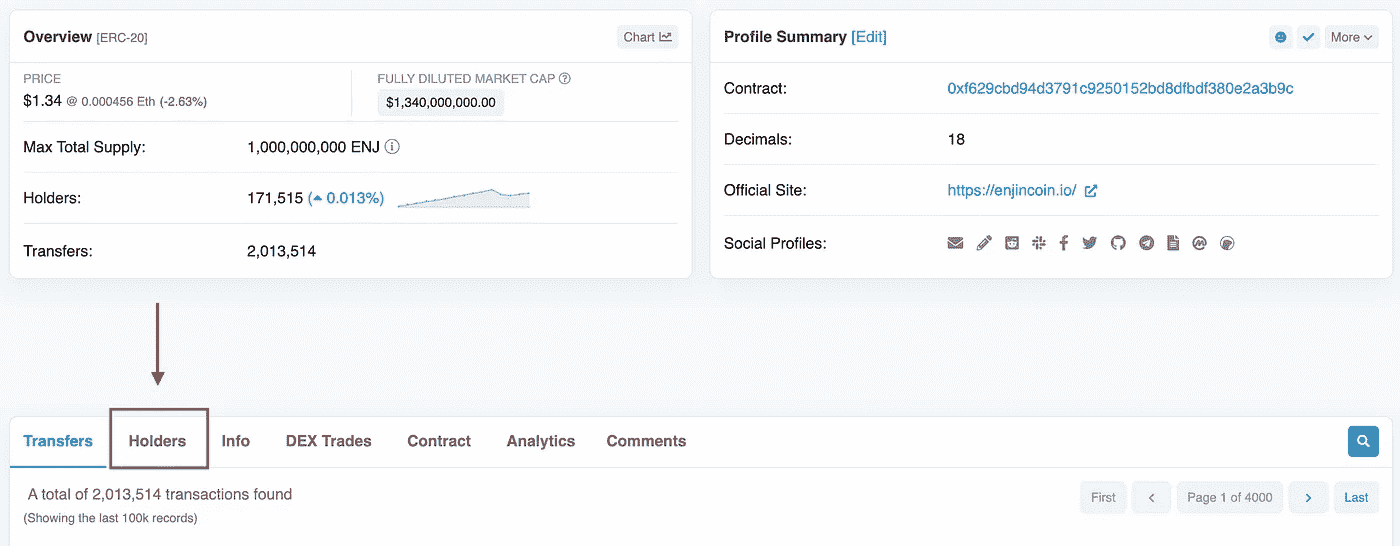 Overview [ERC-20]
Chart
PRICE
$1.34 @ 0.000456 Eth (-2.63%)
FULLY DILUTED MARKET CAP
$1,340,000,000.00
Max Total Supply: 1,000,000,000 ENJ
Holders: 171,515 (0.013%)
Transfers: 2,013,514
Profile Summary [Edit]
More
Contract: 0xf629cbd94d3791c9250152bd8dfbdf380e2a3b9c
Decimals: 18
Official Site: https://enjincoin.io/
Social Profiles:
Transfers Holders Info DEX Trades Contract Analytics Comments
A total of 2,013,514 transactions found
(Showing the last 100k records)
First Page 1 of 4000 Last